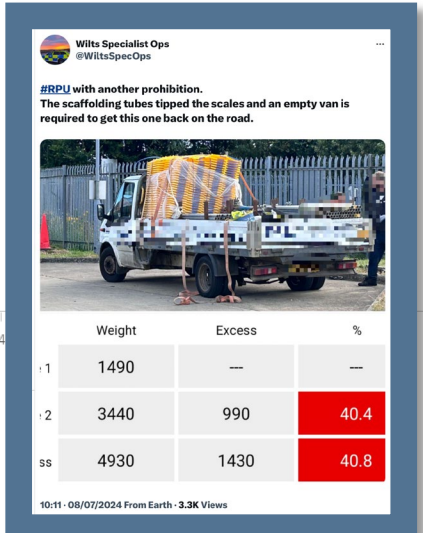 Wilts Specialist Ops
@WiltsSpecOps
#RPU with another prohibition.
The scaffolding tubes tipped the scales and an empty van is
required to get this one back on the road.
Weight Excess %
1 1490 --- ---
2 3440 990 40.4
ss 4930 1430 40.8
10:11 · 08/07/2024 From Earth · 3.3K Views